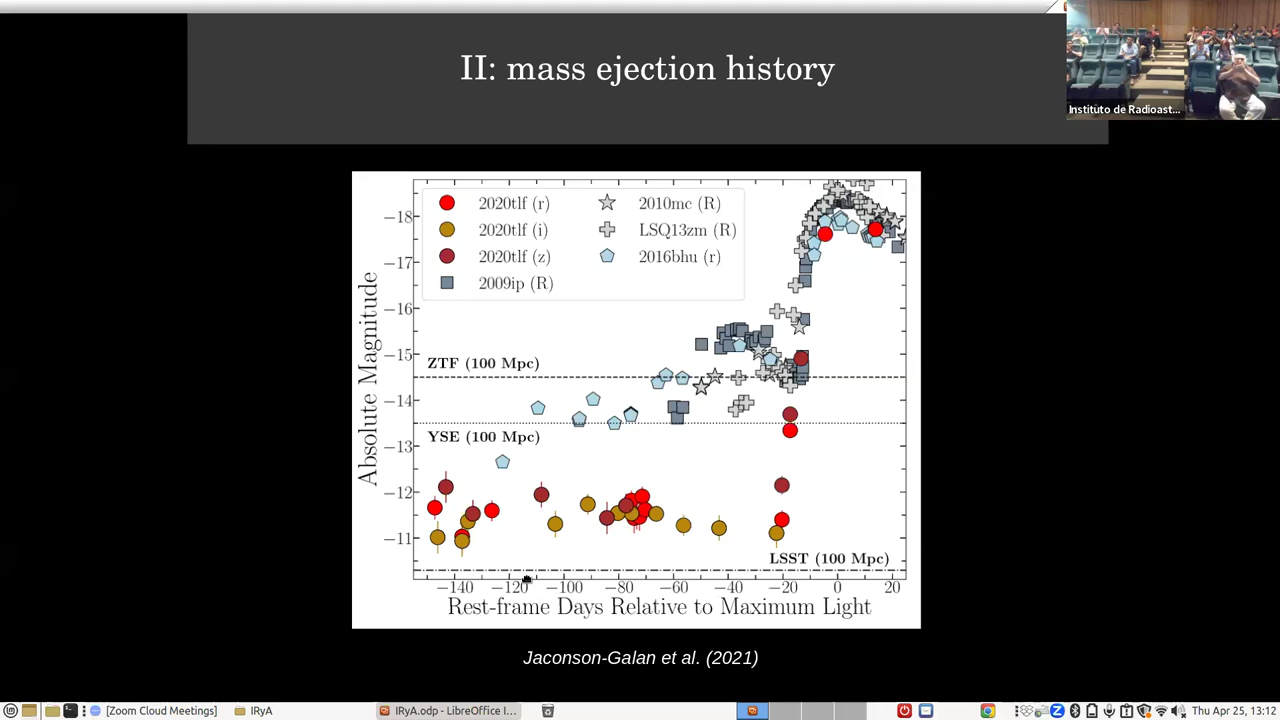 II: mass ejection history
Instituto de Radioast...
2020tlf (r)
2020tlf (i)
2020tlf (z)
2009ip (R)
2010mc (R)
LSQ13zm (R)
2016bhu (r)
Absolute Magnitude
−18
−17
−16
−15
−14
−13
−12
−11
ZTF (100 Mpc)
YSE (100 Mpc)
LSST (100 Mpc)
−140 −120 −100 −80 −60 −40 −20 0 20
Rest-frame Days Relative to Maximum Light
Jaconson-Galan et al. (2021)
[Zoom Cloud Meetings]
IRyA
IRyA.odp - LibreOffice I...
Thu Apr 25, 13:12